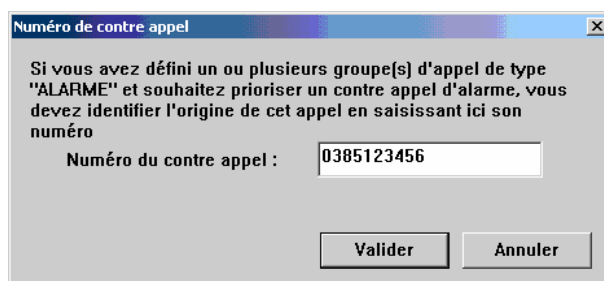 Numéro de contre appel
Si vous avez défini un ou plusieurs groupe(s) d'appel de type
"ALARME" et souhaitez prioriser un contre appel d'alarme, vous
devez identifier l'origine de cet appel en saisissant ici son
numéro
Numéro du contre appel : 0385123456
Valider Annuler